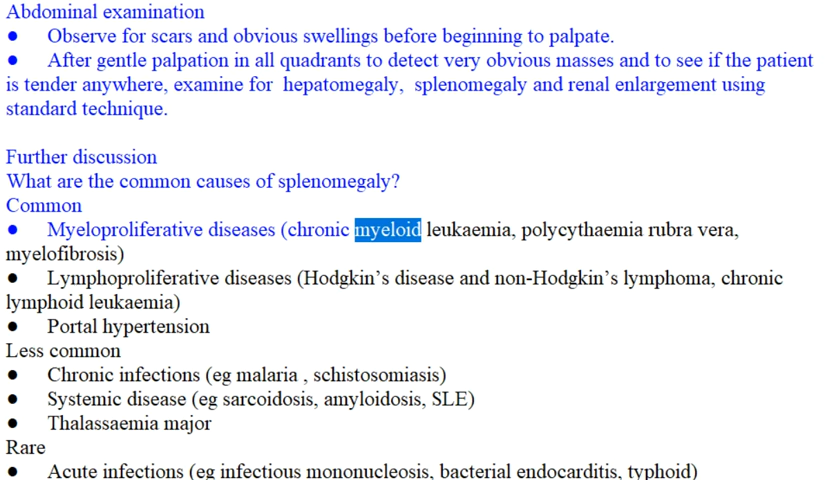 Abdominal examination
● Observe for scars and obvious swellings before beginning to palpate.
● After gentle palpation in all quadrants to detect very obvious masses and to see if the patient
is tender anywhere, examine for hepatomegaly, splenomegaly and renal enlargement using
standard technique.
Further discussion
What are the common causes of splenomegaly?
Common
● Myeloproliferative diseases (chronic myeloid leukaemia, polycythaemia rubra vera,
myelofibrosis)
● Lymphoproliferative diseases (Hodgkin's disease and non-Hodgkin's lymphoma, chronic
lymphoid leukaemia)
● Portal hypertension
Less common
● Chronic infections (eg malaria , schistosomiasis)
● Systemic disease (eg sarcoidosis, amyloidosis, SLE)
● Thalassaemia major
Rare
● Acute infections (eg infectious mononucleosis, bacterial endocarditis, typhoid)